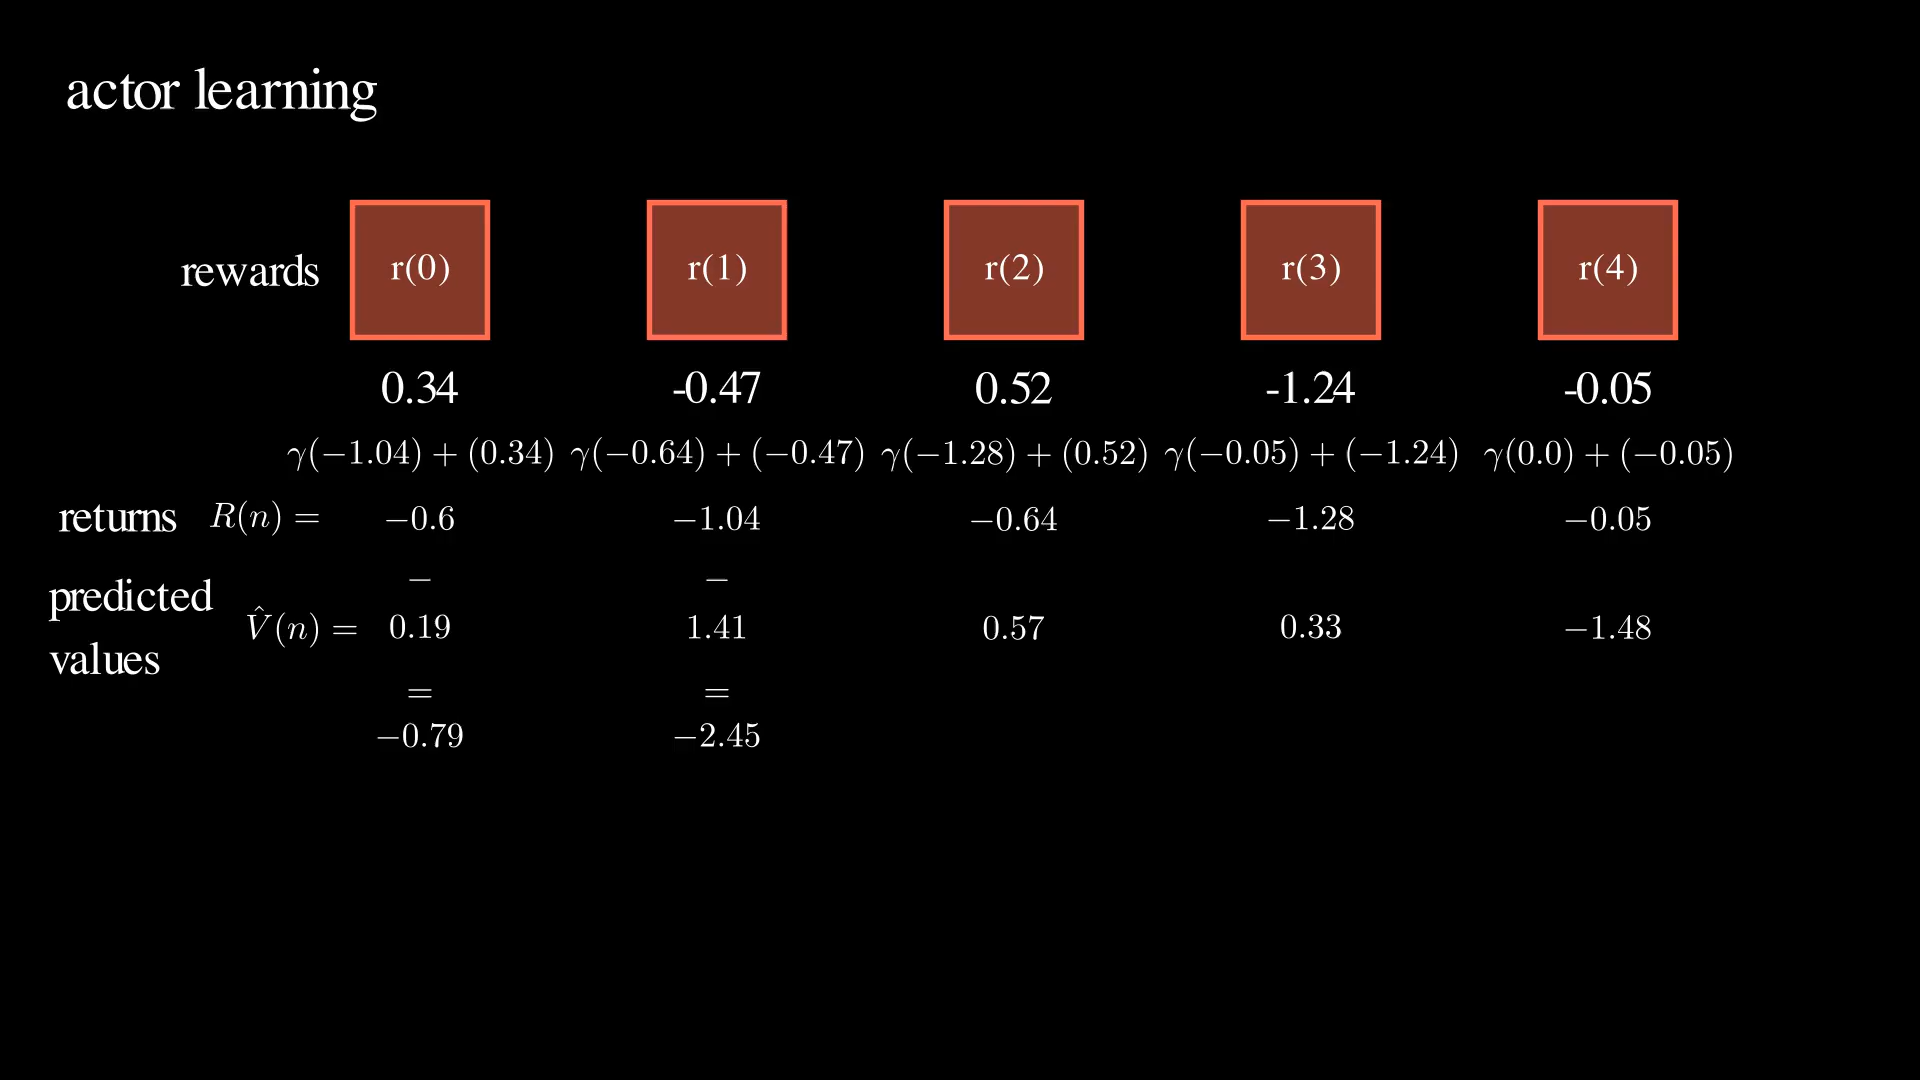 actor learning
rewards r(0) r(1) r(2) r(3) r(4)
0.34 -0.47 0.52 -1.24 -0.05
γ(−1.04) + (0.34) γ(−0.64) + (−0.47) γ(−1.28) + (0.52) γ(−0.05) + (−1.24) γ(0.0) + (−0.05)
returns R(n) = −0.6 −1.04 −0.64 −1.28 −0.05
− −
predicted
values V̂(n) = 0.19 1.41 0.57 0.33 −1.48
= =
−0.79 −2.45